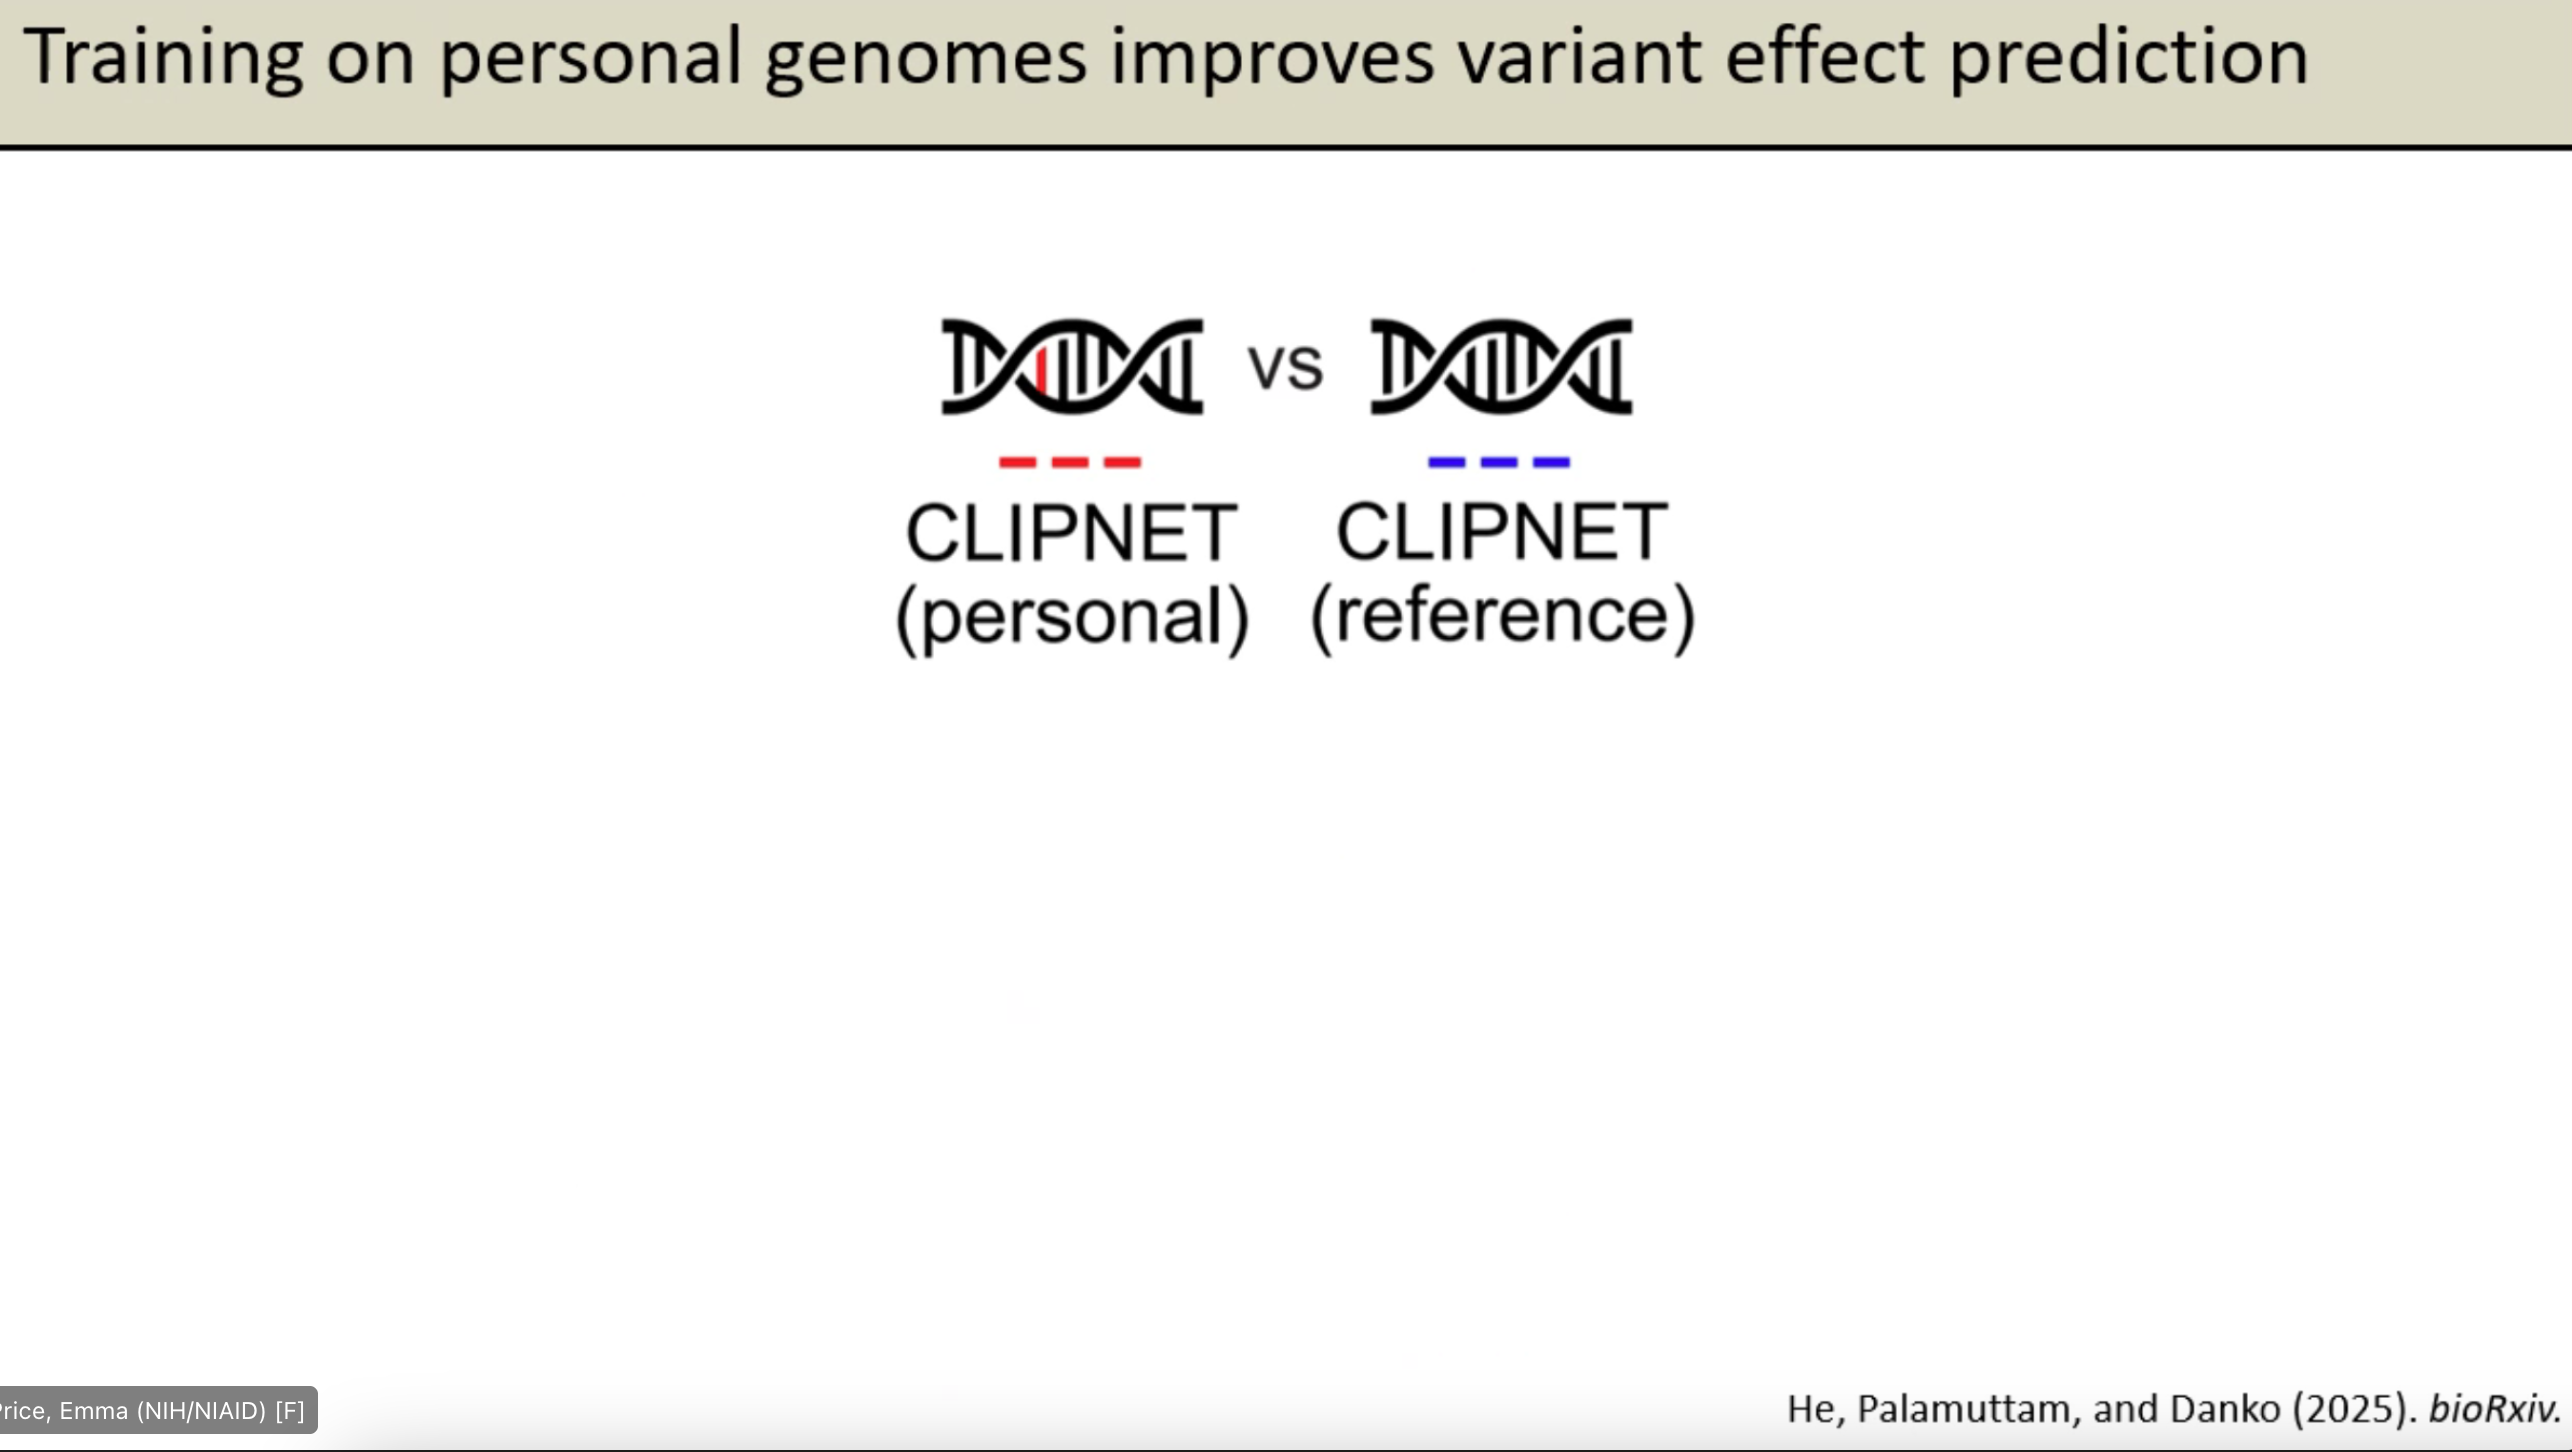 Training on personal genomes improves variant effect prediction
vs
CLIPNET CLIPNET
(personal) (reference)
rice, Emma (NIH/NIAID) [F]
He, Palamuttam, and Danko (2025). bioRxiv.